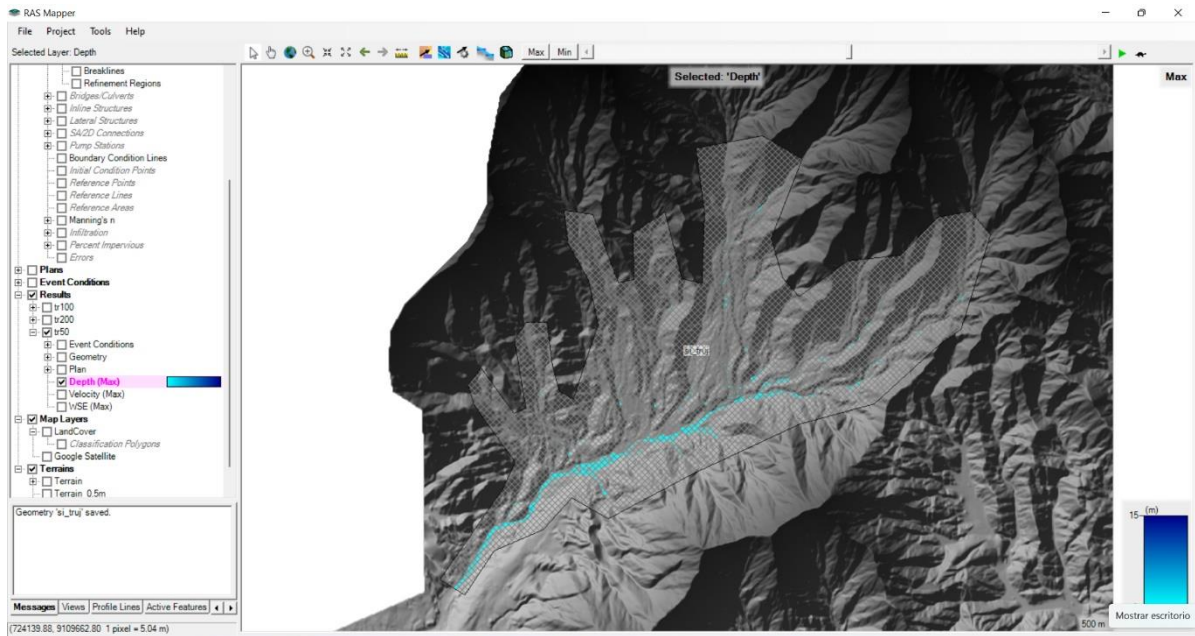 RAS Mapper
File Project Tools Help
Selected Layer: Depth
Max Min
Breaklines
Refinement Regions
Bridges/Culverts
Inline Structures
Lateral Structures
SA/2D Connections
Pump Stations
Boundary Condition Lines
Initial Condition Points
Reference Points
Reference Lines
Reference Areas
Manning's n
Infiltration
Percent Impervious
Errors
Plans
Event Conditions
Results
tr100
tr200
tr50
Event Conditions
Geometry
Plan
Depth (Max)
Velocity (Max)
WSE (Max)
Map Layers
LandCover
Classification Polygons
Google Satellite
Terrains
Terrain
Terrain_0.5m
Geometry 'si_truj' saved.
Messages Views Profile Lines Active Features
(724139.88, 9109662.80 1 pixel = 5.04 m)
Selected: 'Depth'
Max
15
(m)
500 m
Mostrar escritorio